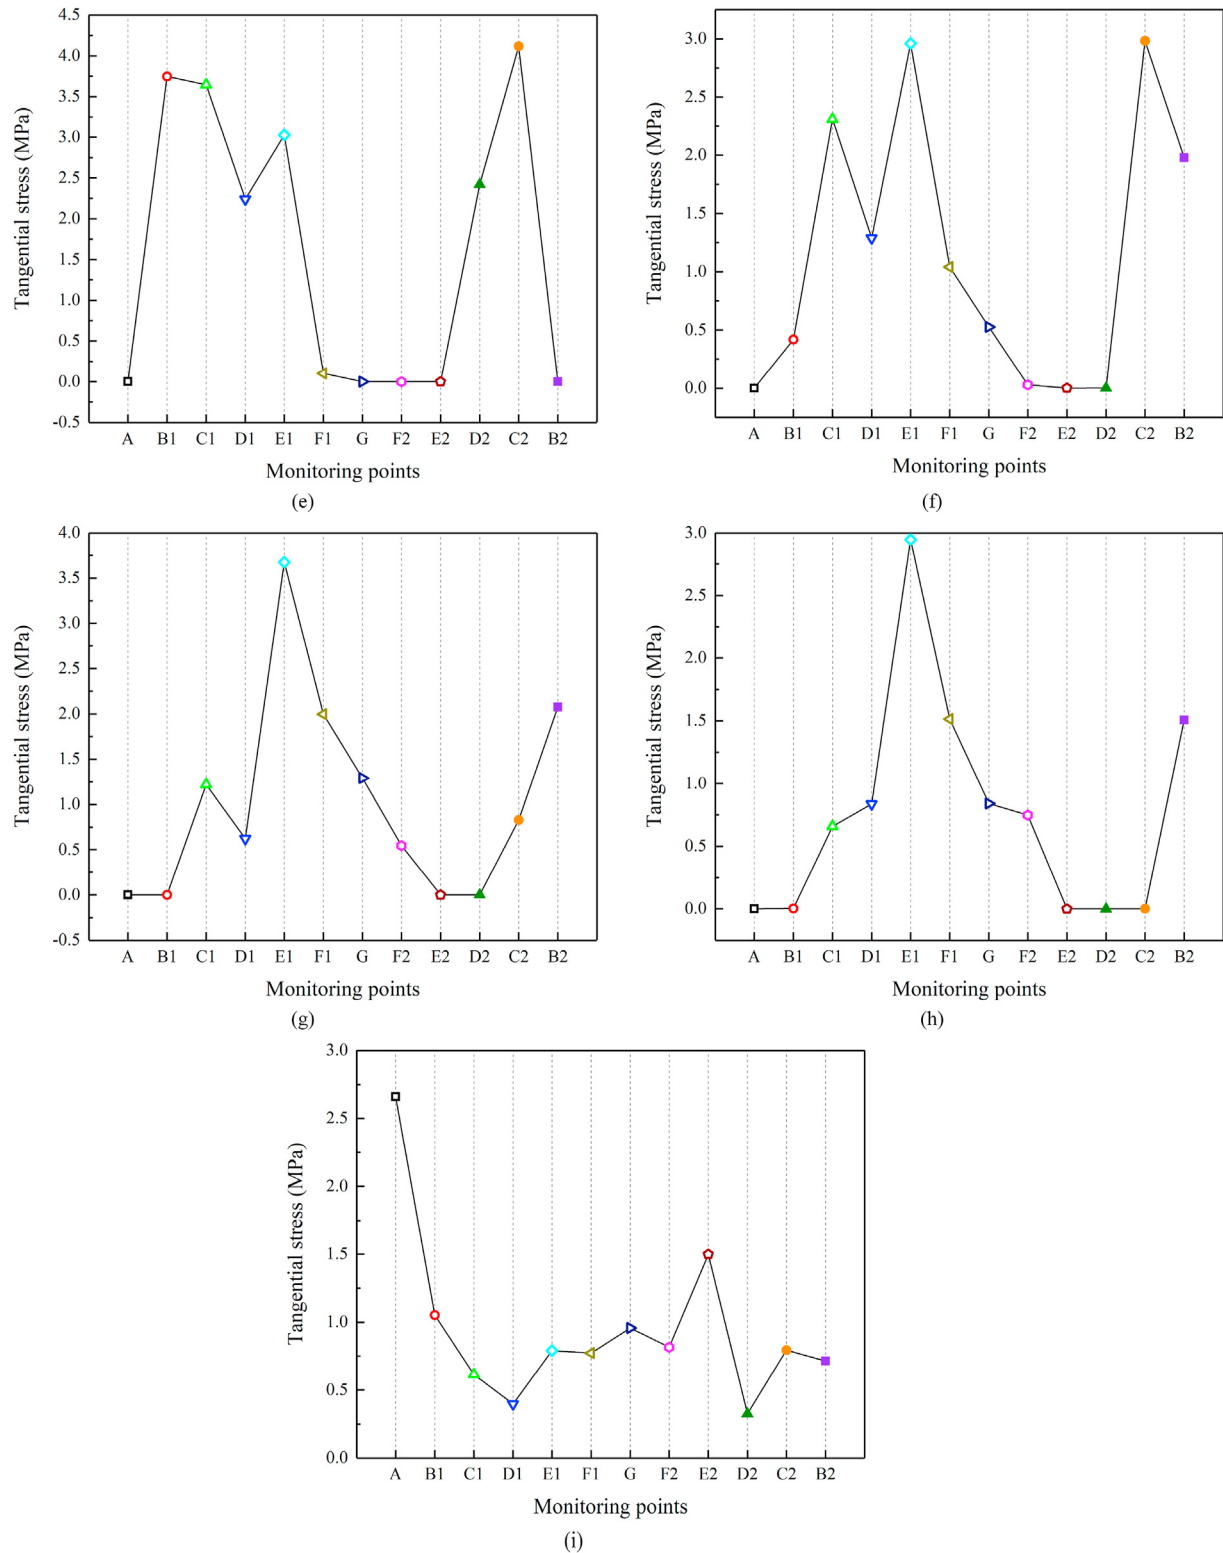 4.5
4.0
3.5
3.0
2.5
2.0
1.5
1.0
0.5
0.0
-0.5
Tangential stress (MPa)
A B1 C1 D1 E1 F1 G F2 E2 D2 C2 B2
Monitoring points
(e)
3.0
2.5
2.0
1.5
1.0
0.5
0.0
Tangential stress (MPa)
A B1 C1 D1 E1 F1 G F2 E2 D2 C2 B2
Monitoring points
(f)
4.0
3.5
3.0
2.5
2.0
1.5
1.0
0.5
0.0
-0.5
Tangential stress (MPa)
A B1 C1 D1 E1 F1 G F2 E2 D2 C2 B2
Monitoring points
(g)
3.0
2.5
2.0
1.5
1.0
0.5
0.0
Tangential stress (MPa)
A B1 C1 D1 E1 F1 G F2 E2 D2 C2 B2
Monitoring points
(h)
3.0
2.5
2.0
1.5
1.0
0.5
0.0
Tangential stress (MPa)
A B1 C1 D1 E1 F1 G F2 E2 D2 C2 B2
Monitoring points
(i)